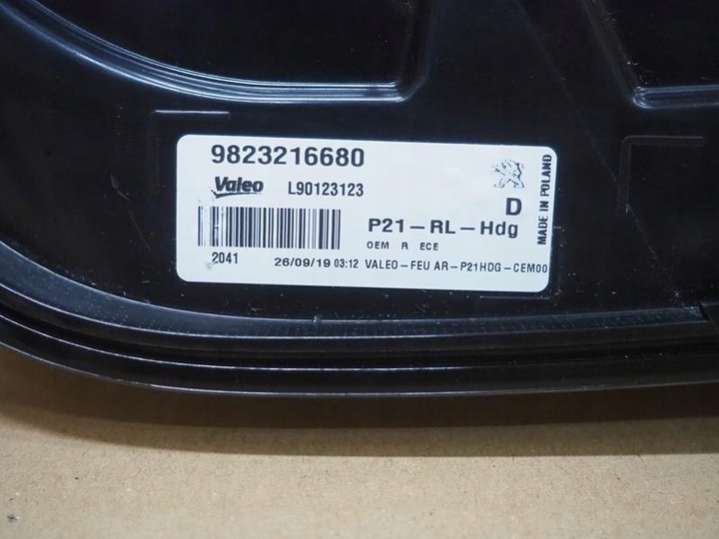 9823216680
Valeo L90123123
D
P21-RL-Hdg
OEM R ECE
2041 26/09/19 03:12 VALEO-FEU AR-P21HDG-CEM00
MADE IN POLAND